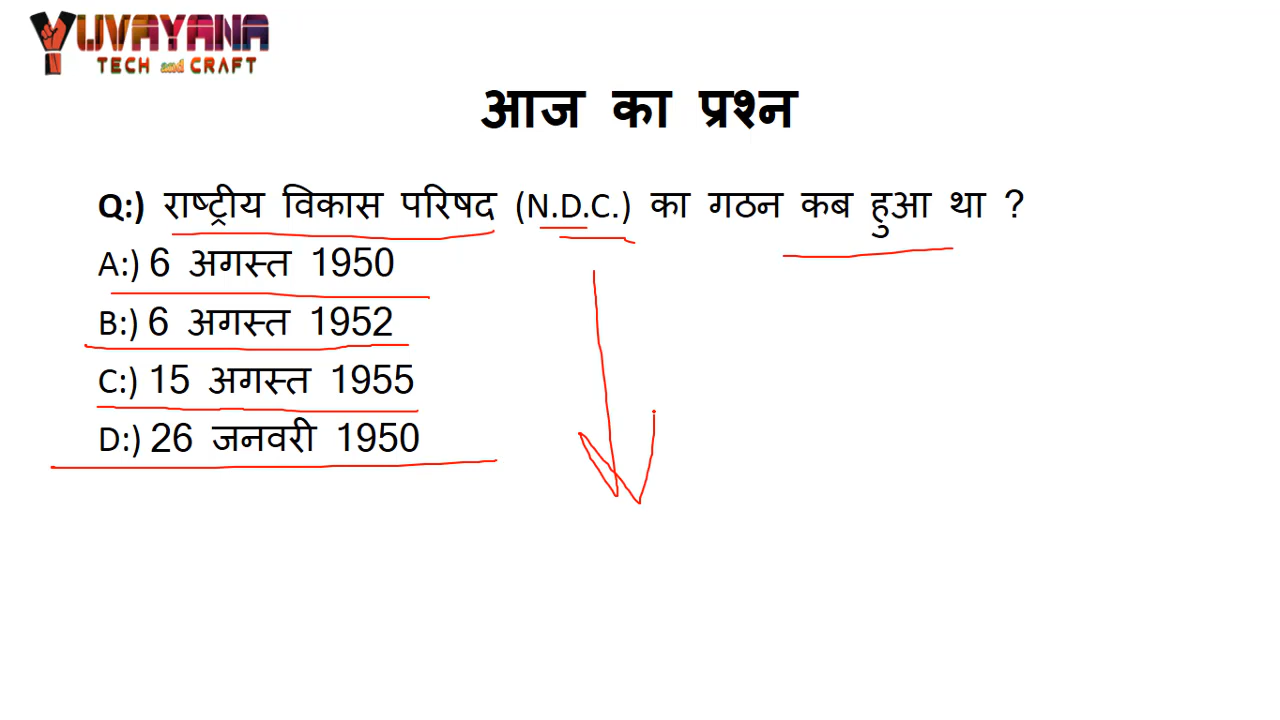 YUVAYANA
TECH and CRAFT
आज का प्रश्न
Q:) राष्ट्रीय विकास परिषद (N.D.C.) का गठन कब हुआ था ?
A:) 6 अगस्त 1950
B:) 6 अगस्त 1952
C:) 15 अगस्त 1955
D:) 26 जनवरी 1950